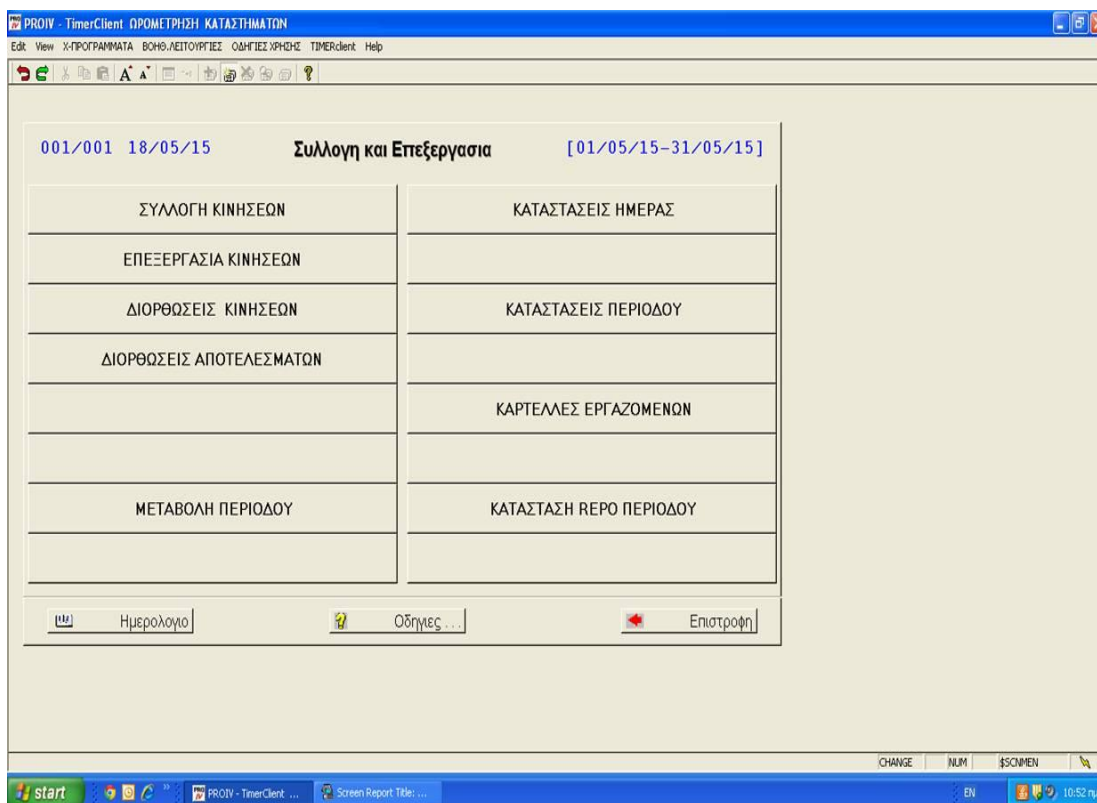 PROIV - TimerClient ΩΡΟΜΕΤΡΗΣΗ ΚΑΤΑΣΤΗΜΑΤΩΝ
Edit View Χ-ΠΡΟΓΡΑΜΜΑΤΑ ΒΟΗΘ.ΛΕΙΤΟΥΡΓΙΕΣ ΟΔΗΓΙΕΣ ΧΡΗΣΗΣ TIMERclient Help
001/001 18/05/15 Συλλογη και Επεξεργασια [01/05/15-31/05/15]
ΣΥΛΛΟΓΗ ΚΙΝΗΣΕΩΝ ΚΑΤΑΣΤΑΣΕΙΣ ΗΜΕΡΑΣ
ΕΠΕΞΕΡΓΑΣΙΑ ΚΙΝΗΣΕΩΝ
ΔΙΟΡΘΩΣΕΙΣ ΚΙΝΗΣΕΩΝ ΚΑΤΑΣΤΑΣΕΙΣ ΠΕΡΙΟΔΟΥ
ΔΙΟΡΘΩΣΕΙΣ ΑΠΟΤΕΛΕΣΜΑΤΩΝ
ΚΑΡΤΕΛΛΕΣ ΕΡΓΑΖΟΜΕΝΩΝ
ΜΕΤΑΒΟΛΗ ΠΕΡΙΟΔΟΥ ΚΑΤΑΣΤΑΣΗ REPO ΠΕΡΙΟΔΟΥ
Ημερολογιο Οδηγιες ... Επιστροφη
CHANGE NUM $SCNMEN
start PROIV - TimerClient ... Screen Report Title: ... EN 10:52 πμ